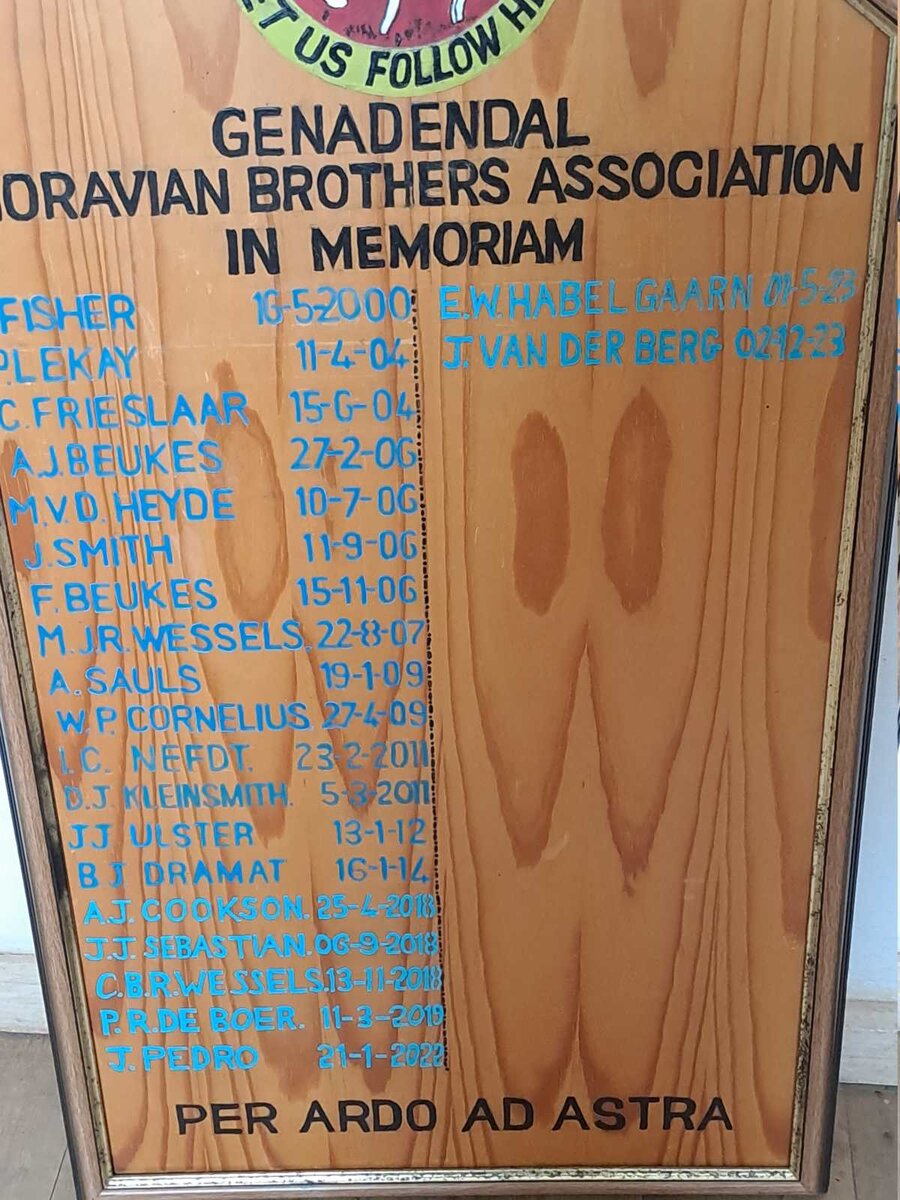 ET US FOLLOW H
GENADENDAL
ORAVIAN BROTHERS ASSOCIATION
IN MEMORIAM
FISHER 16-5-2000
P.LEKAY 11-4-04
C.FRIESLAAR 15-6-04
A.J.BEUKES 27-2-06
M.V.D.HEYDE 10-7-06
J.SMITH 11-9-06
F.BEUKES 15-11-06
M.JR.WESSELS. 22-8-07
A.SAULS 19-1-09
W.P. CORNELIUS 27-4-09
I.C. NEFDT. 23-2-2011
D.J. KLEINSMITH. 5-3-2011
JJ ULSTER 13-1-12
BJ DRAMAT 16-1-14
A.J.COOKSON. 25-4-2018
J.J. SEBASTIAN. 06-9-2018
C.B.R.WESSELS.13-11-2018
P.R.DE BOER. 11-3-2019
J.PEDRO 21-1-2022
E.W.HABELGAARN 01-5-23
J.VAN DER BERG 02-12-23
PER ARDO AD ASTRA